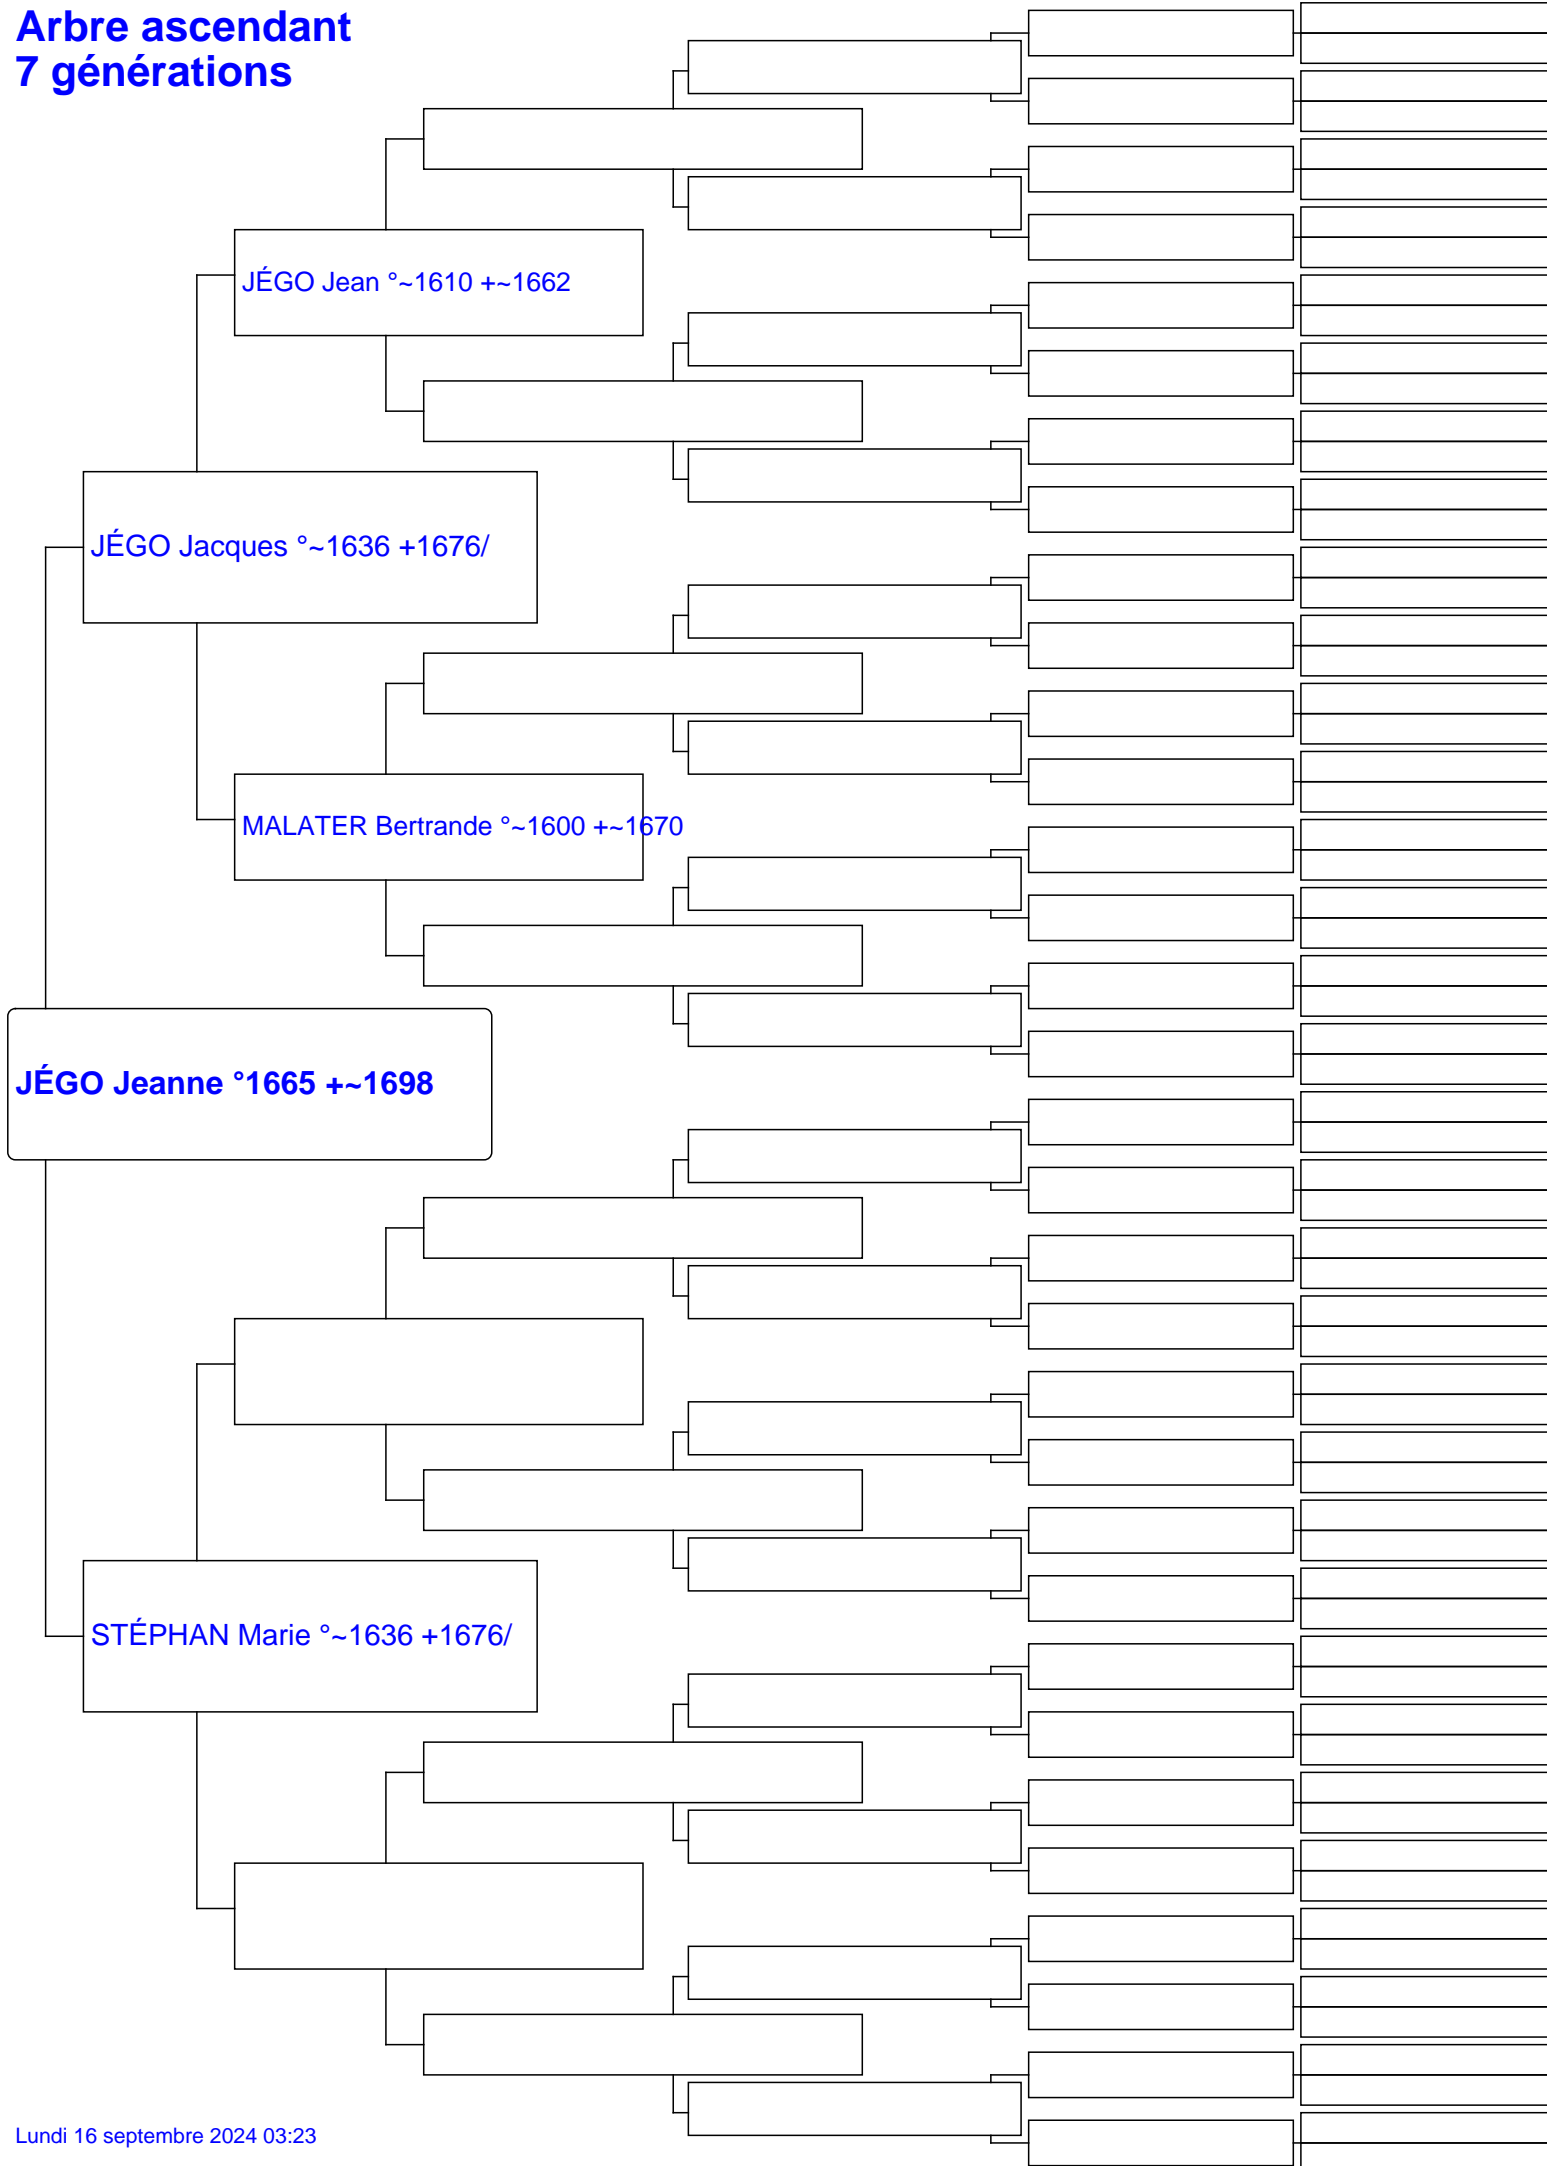 Arbre ascendant
7 générations
JÉGO Jean °~1610 +~1662
JÉGO Jacques °~1636 +1676/
MALATER Bertrande °~1600 +~1670
JÉGO Jeanne °1665 +~1698
STÉPHAN Marie °~1636 +1676/
Lundi 16 septembre 2024 03:23